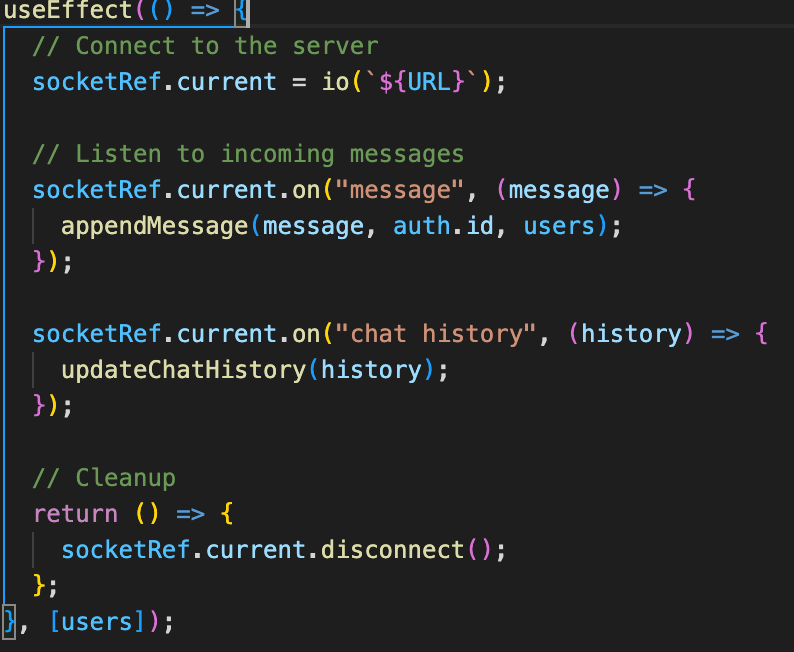 useEffect(() => {
// Connect to the server
socketRef.current = io(`${URL}`);
// Listen to incoming messages
socketRef.current.on("message", (message) => {
appendMessage(message, auth.id, users);
});
socketRef.current.on("chat history", (history) => {
updateChatHistory(history);
});
// Cleanup
return () => {
socketRef.current.disconnect();
};
}, [users]);